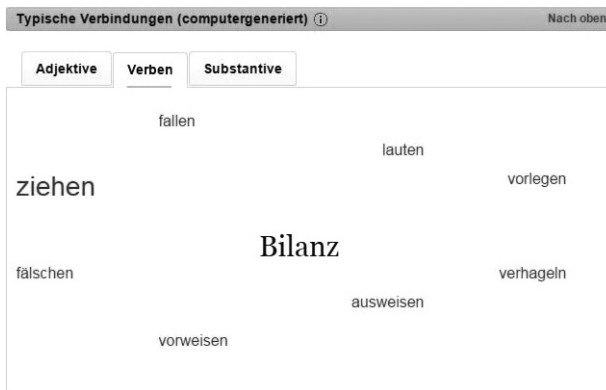 Typische Verbindungen (computergeneriert) ⓘ Nach oben
Adjektive Verben Substantive
fallen
lauten
vorlegen
ziehen
Bilanz
fälschen verhageln
ausweisen
vorweisen